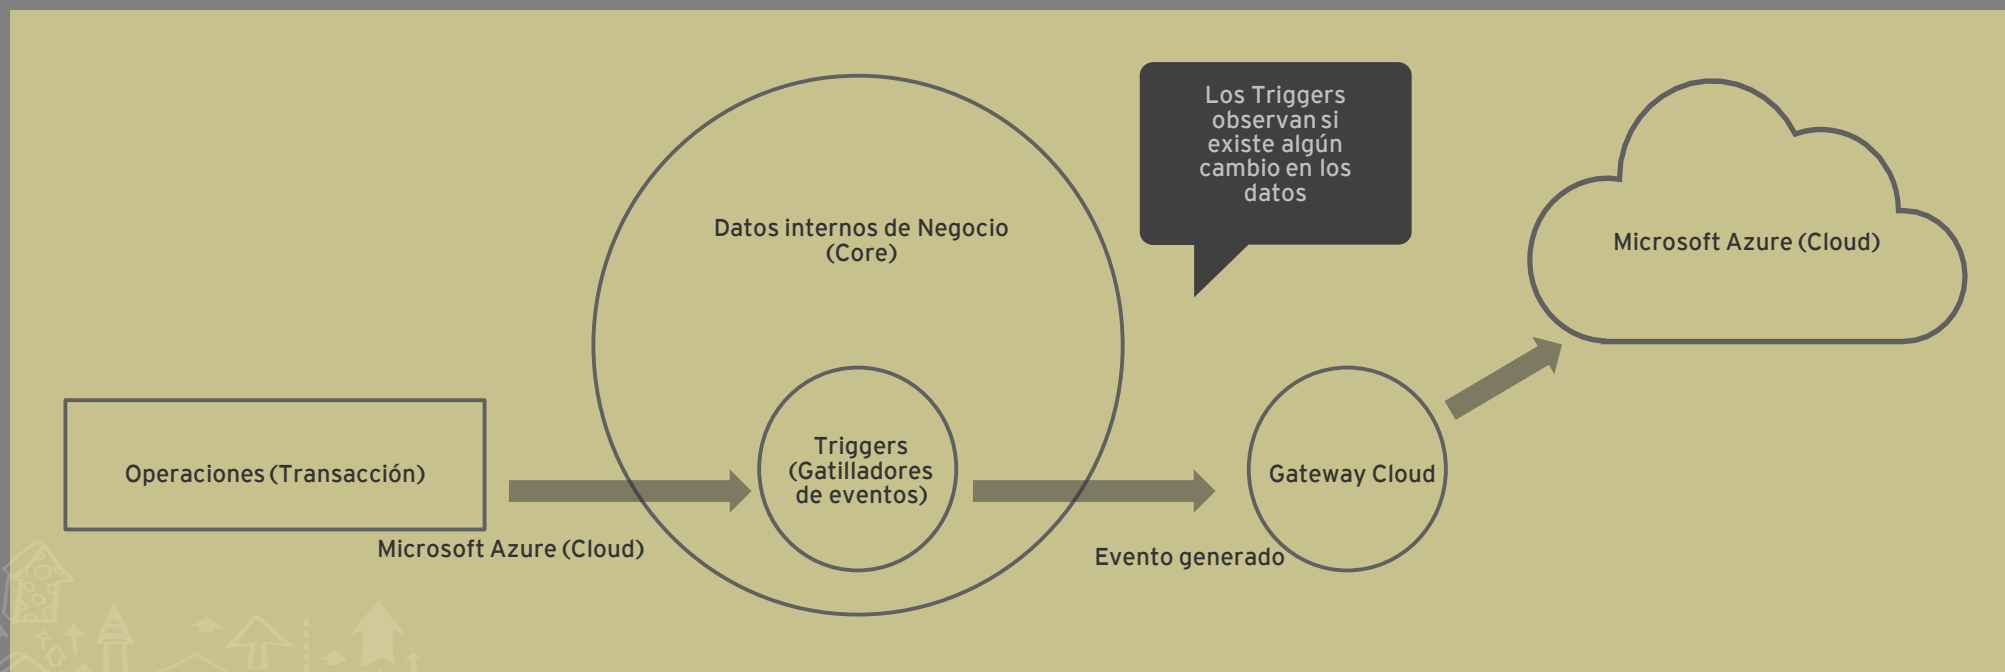 Los Triggers
observan si
existe algún
cambio en los
datos
Datos internos de Negocio
(Core)
Microsoft Azure (Cloud)
Operaciones (Transacción)
Triggers
(Gatilladores
de eventos)
Gateway Cloud
Microsoft Azure (Cloud)
Evento generado